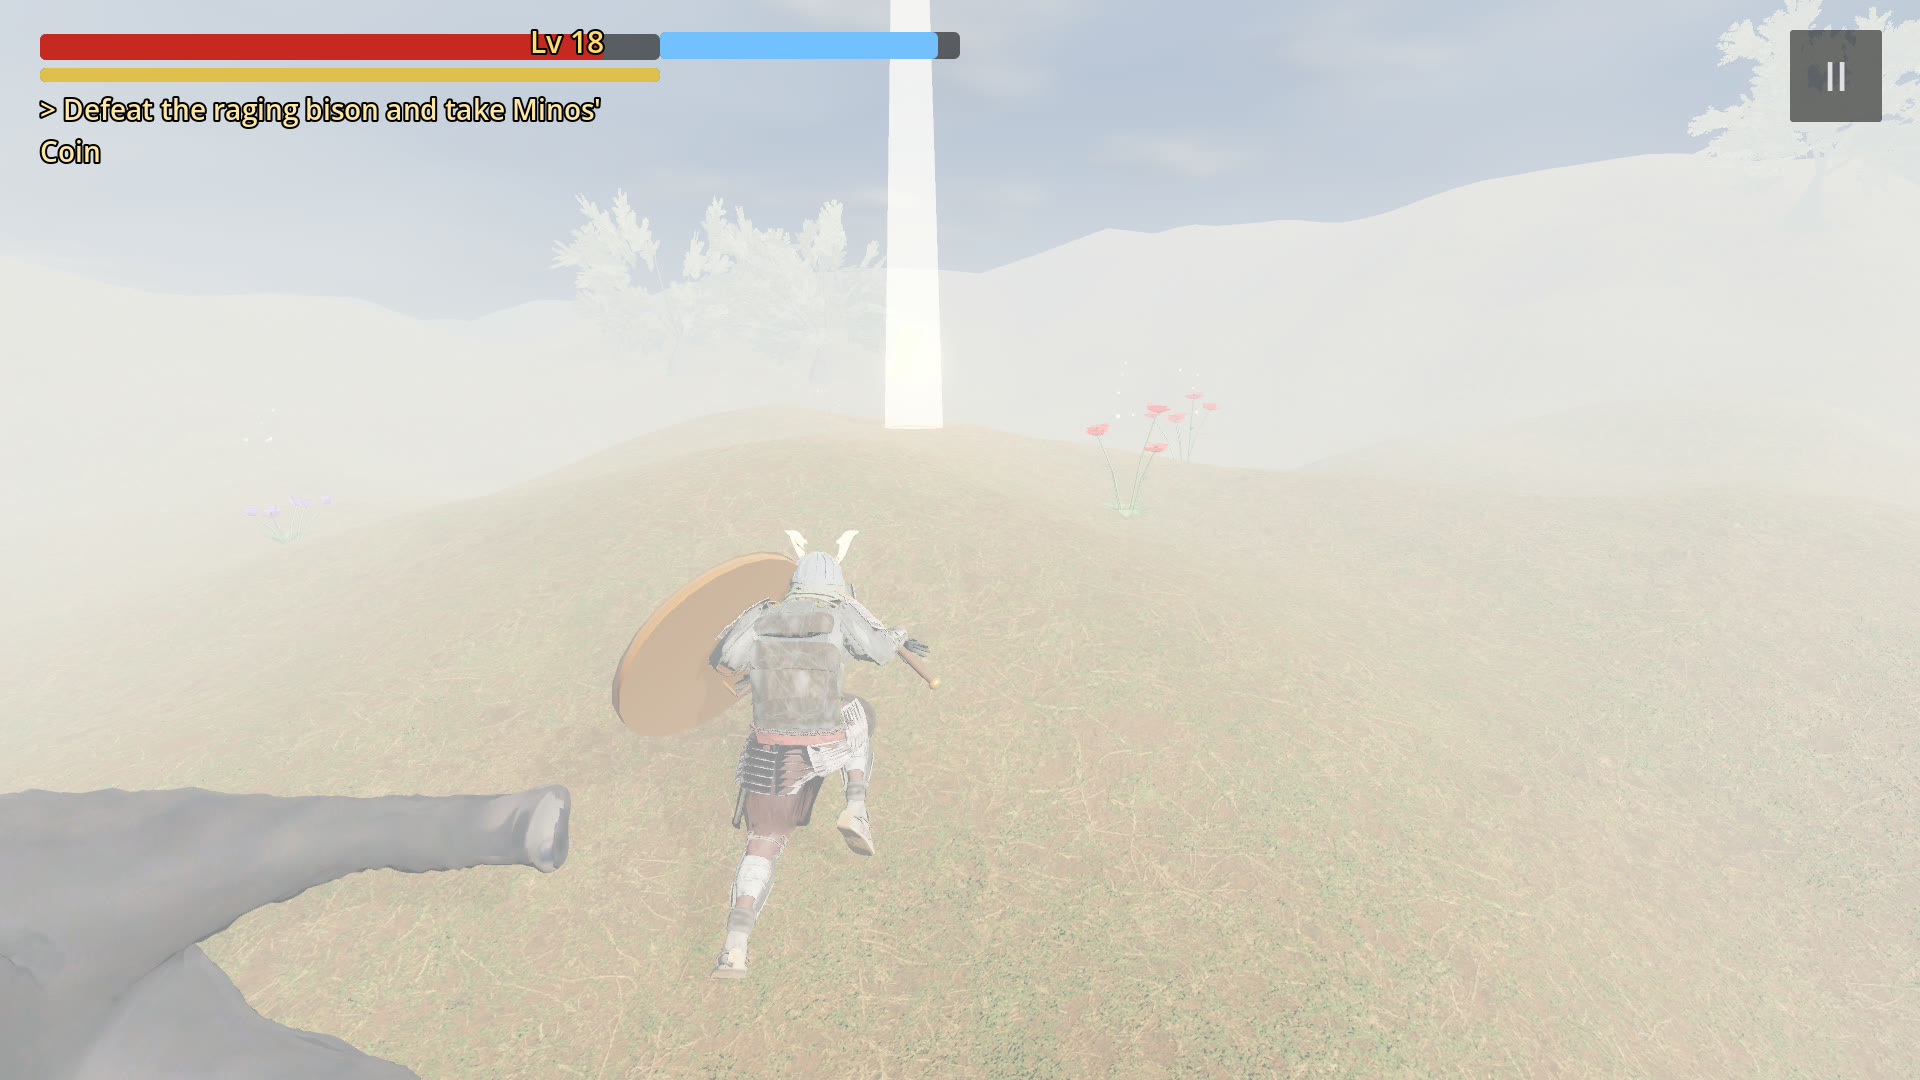 Lv 18
> Defeat the raging bison and take Minos'
Coin